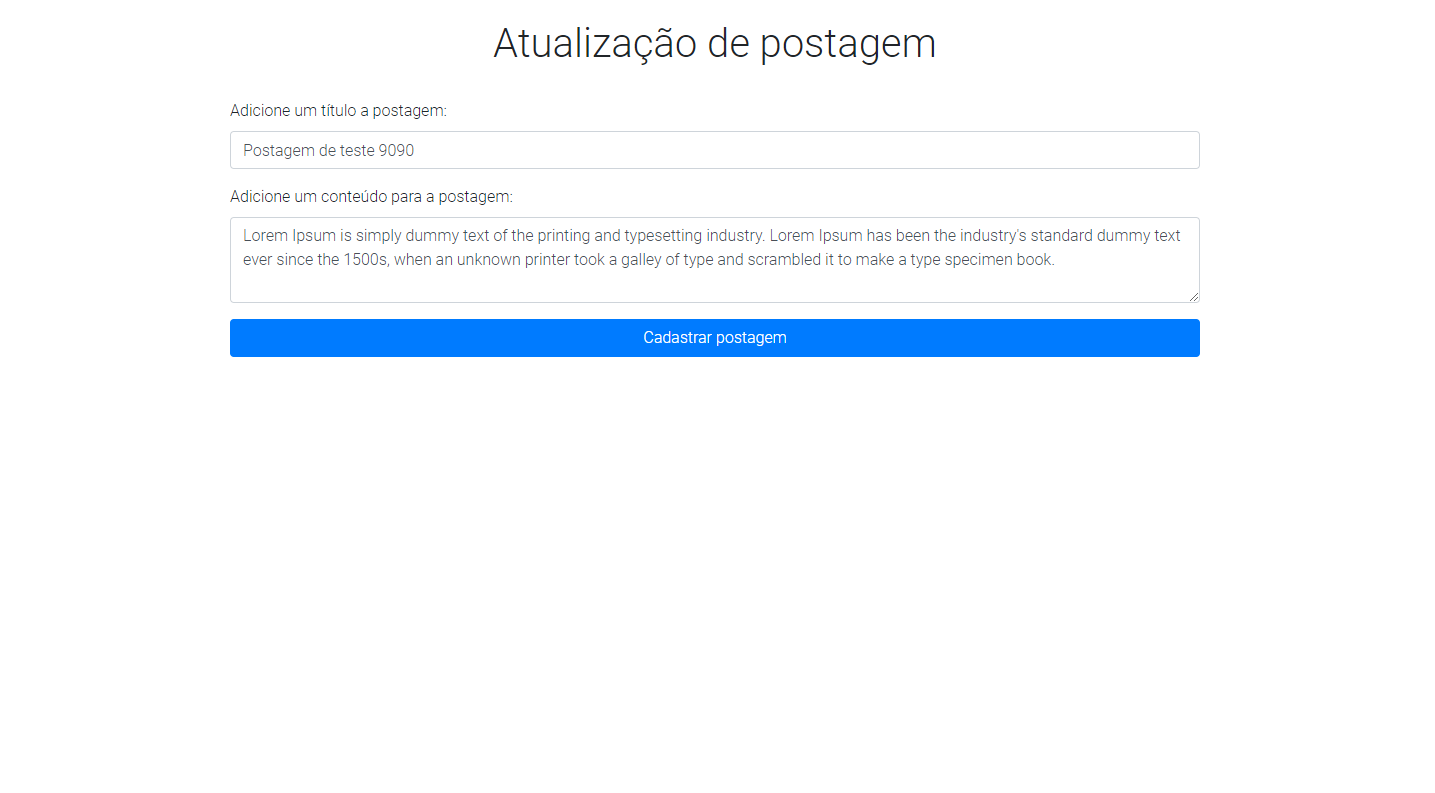 Atualização de postagem
Adicione um título a postagem:
Postagem de teste 9090
Adicione um conteúdo para a postagem:
Lorem Ipsum is simply dummy text of the printing and typesetting industry. Lorem Ipsum has been the industry's standard dummy text
ever since the 1500s, when an unknown printer took a galley of type and scrambled it to make a type specimen book.
Cadastrar postagem